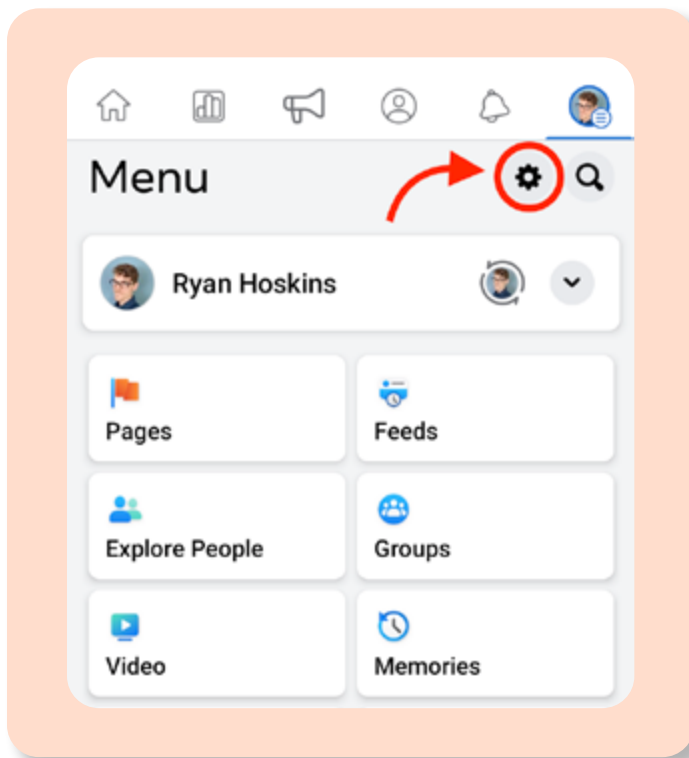 Menu
Ryan Hoskins
Pages
Feeds
Explore People
Groups
Video
Memories